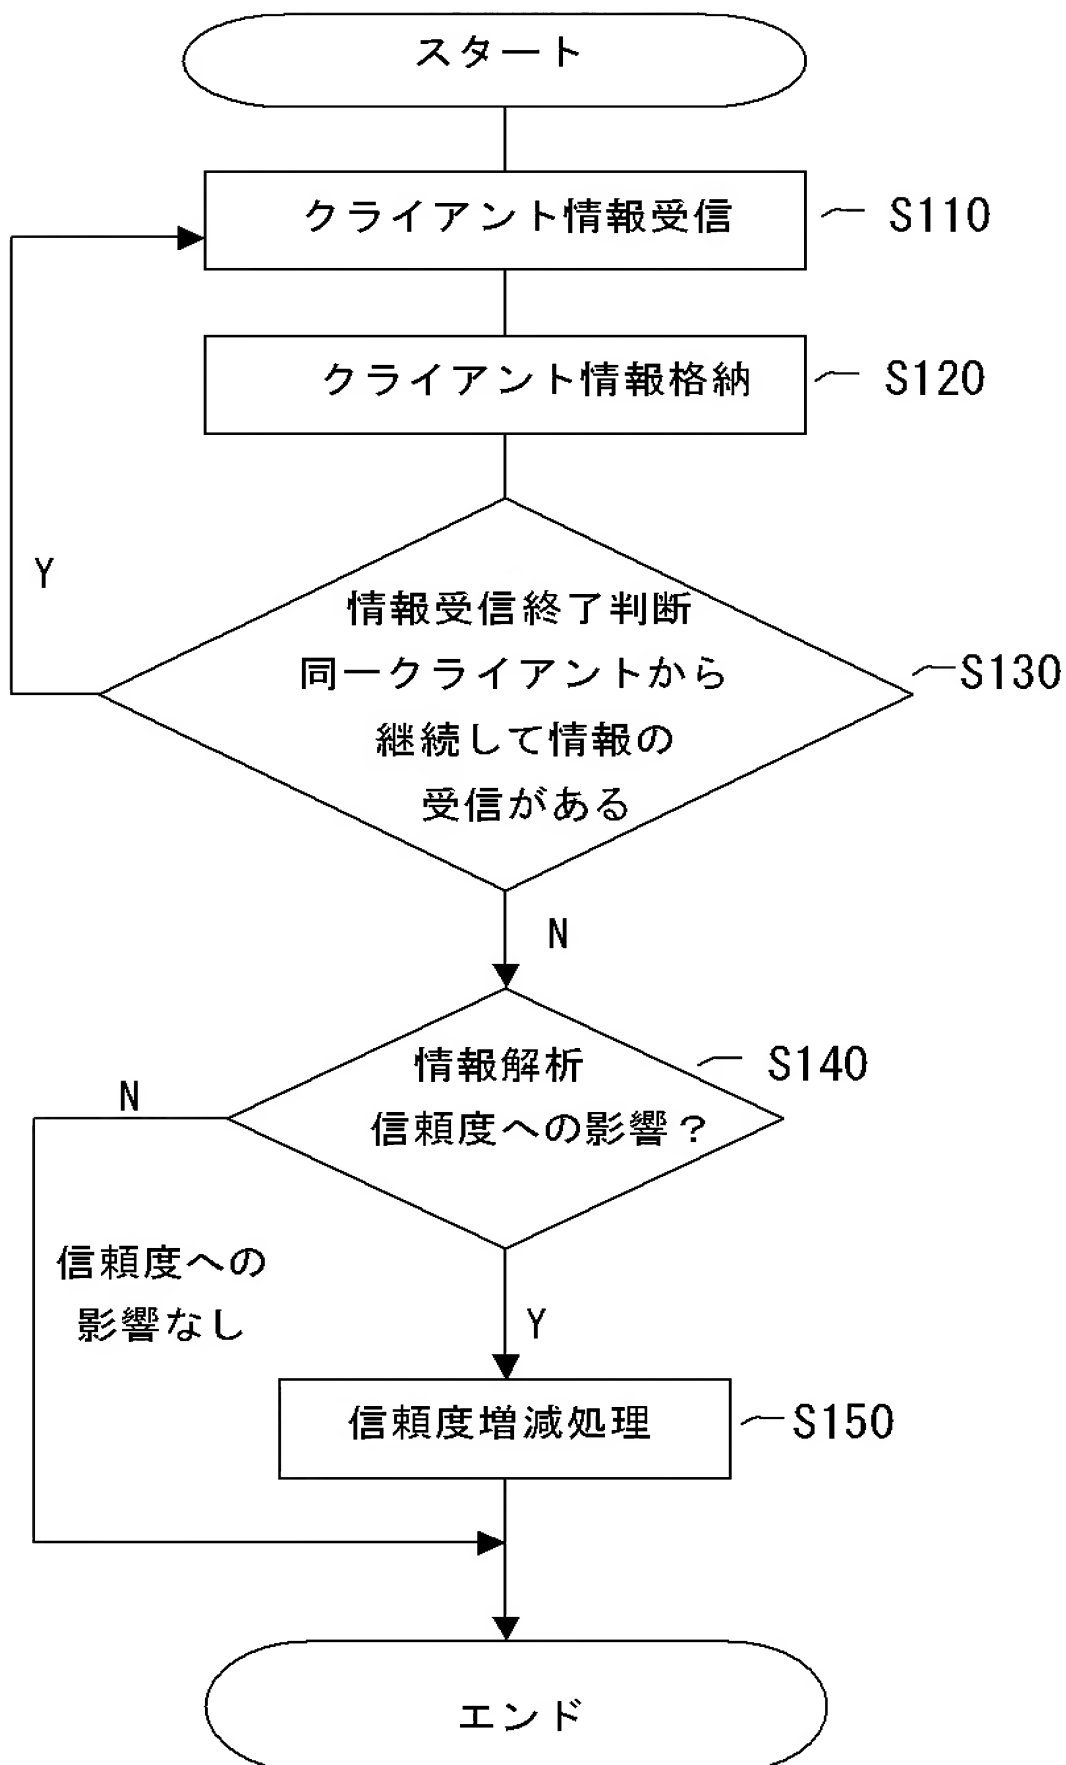 スタート
クライアント情報受信
S110
クライアント情報格納
S120
Y
情報受信終了判断
同一クライアントから
継続して情報の
受信がある
S130
N
情報解析
信頼度への影響？
S140
N
信頼度への
影響なし
Y
信頼度増減処理
S150
エンド